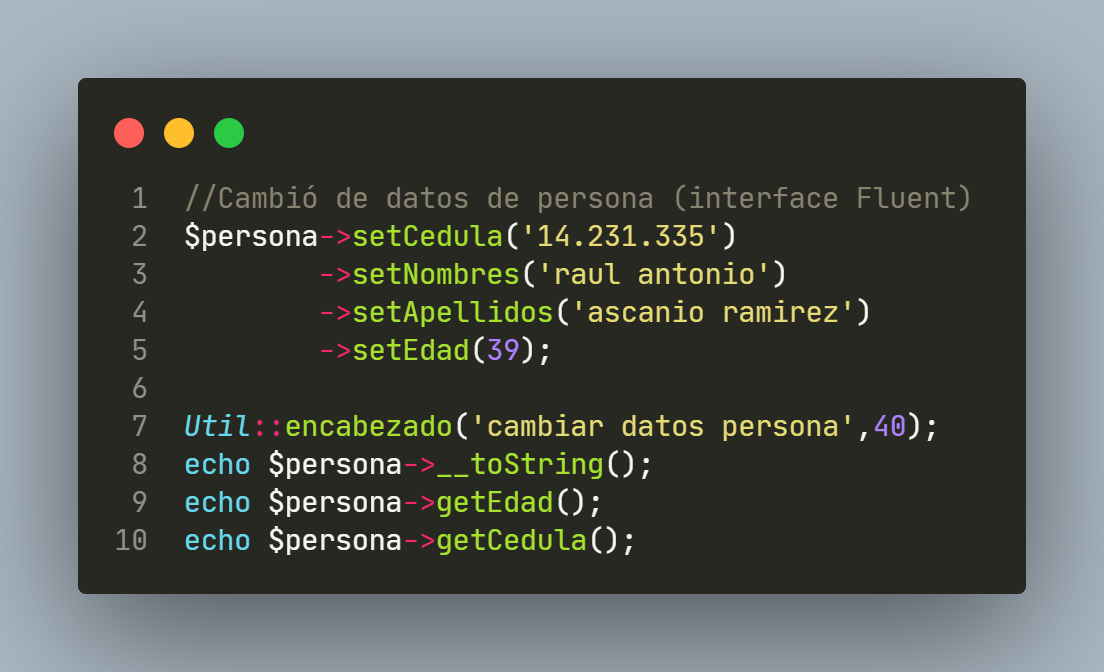 1 //Cambió de datos de persona (interface Fluent)
2 $persona->setCedula('14.231.335')
3         ->setNombres('raul antonio')
4         ->setApellidos('ascanio ramirez')
5         ->setEdad(39);
6
7 Util::encabezado('cambiar datos persona',40);
8 echo $persona->__toString();
9 echo $persona->getEdad();
10 echo $persona->getCedula();